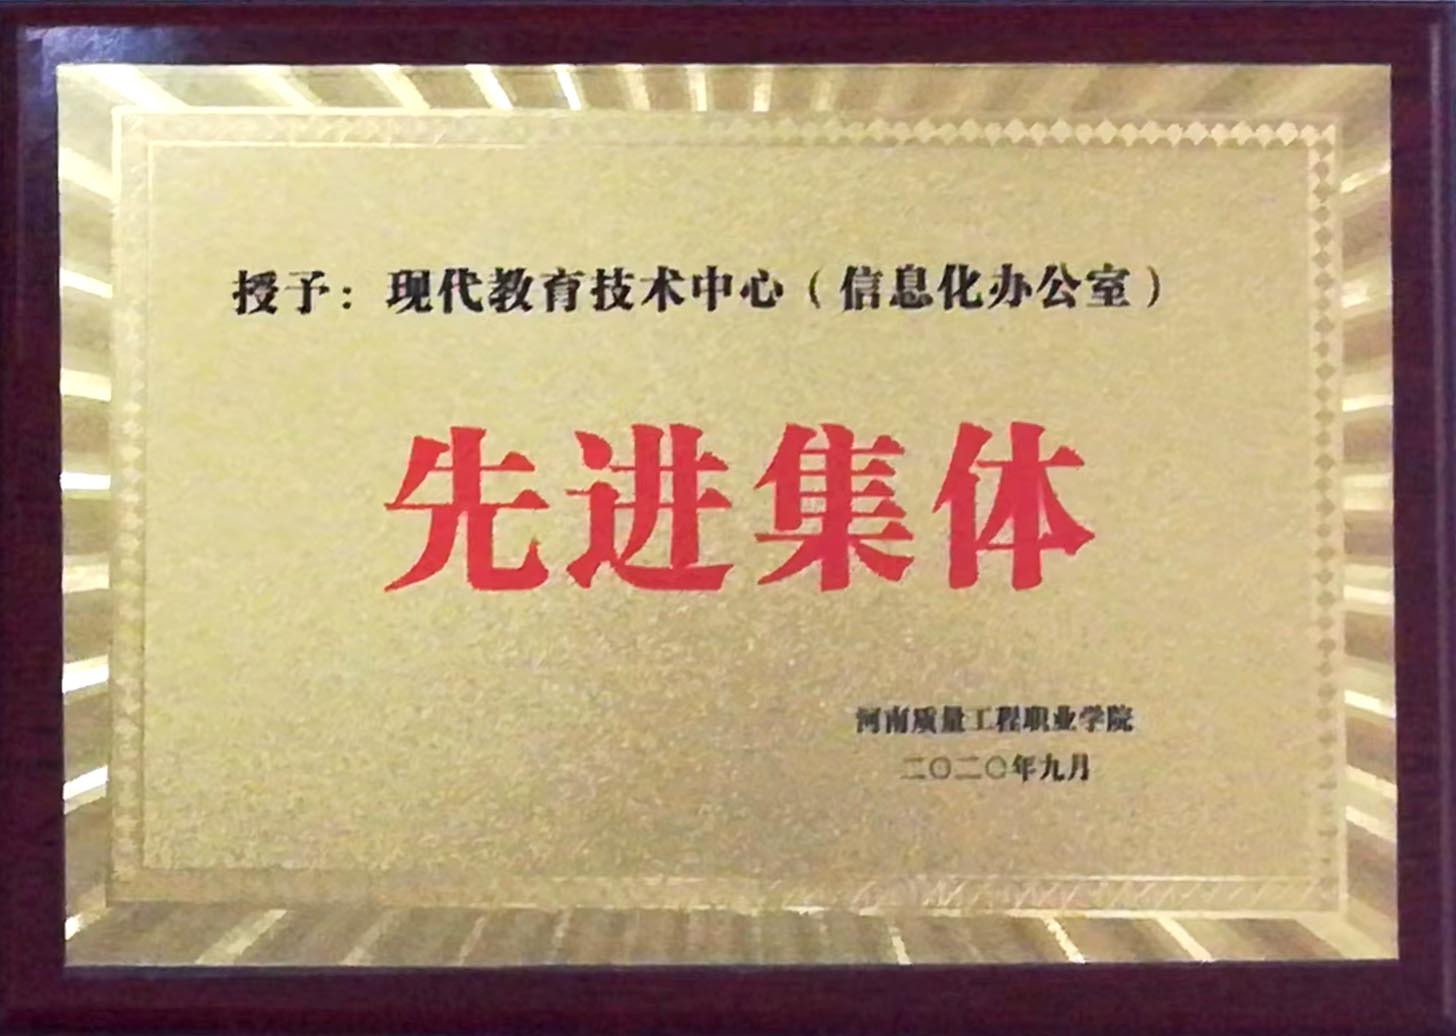 授予：现代教育技术中心（信息化办公室）
先进集体
河南质量工程职业学院
二〇二〇年九月